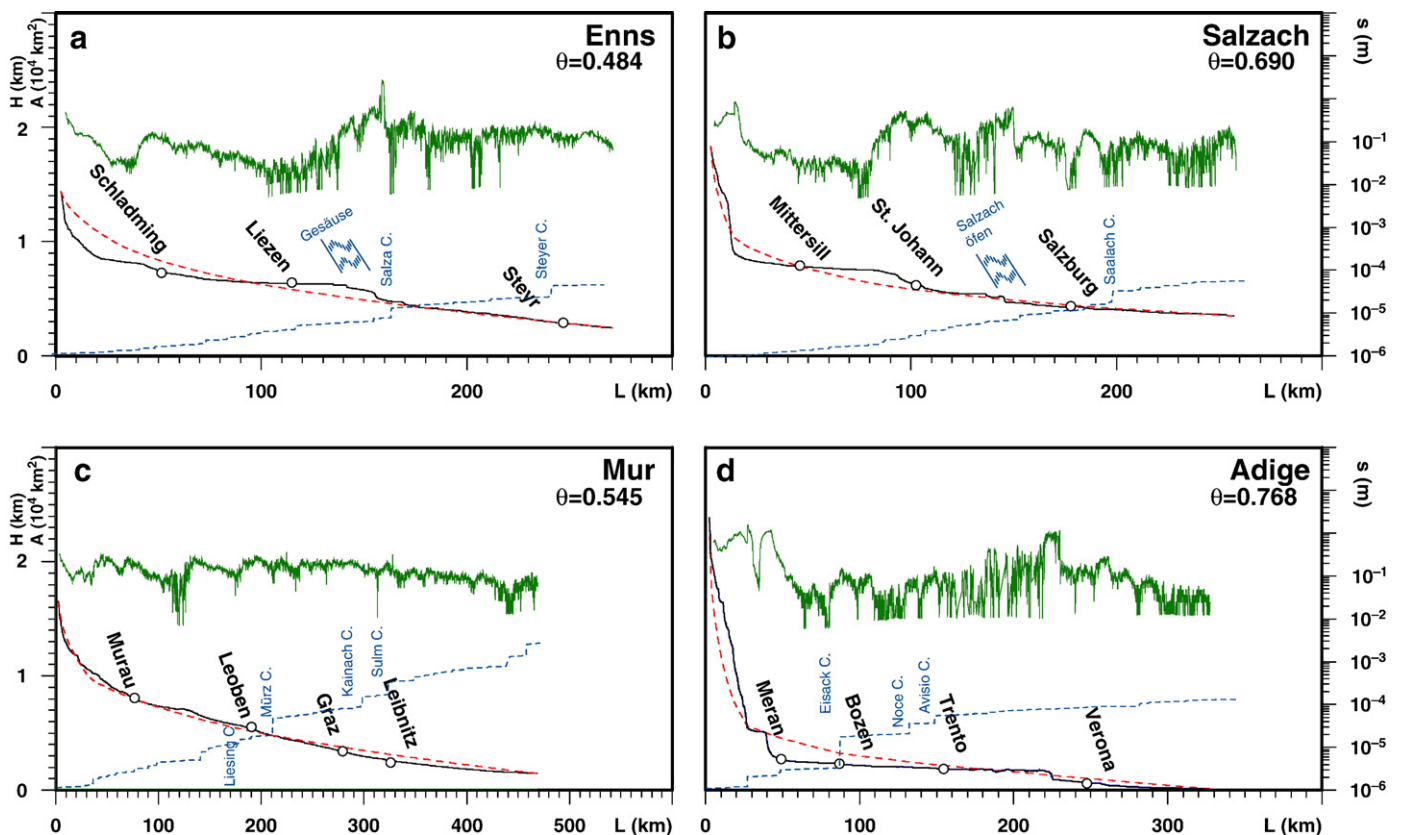 a
Enns
θ=0.484
H (km)
A (10⁴ km²)
2
1
0
Schladming
Liezen
Gesäuse
Salza C.
Steyr
Steyer C.
0
100
200
L (km)
b
Salzach
θ=0.690
s (m)
10⁻¹
10⁻²
10⁻³
10⁻⁴
10⁻⁵
10⁻⁶
Mittersill
St. Johann
Salzach
öfen
Salzburg
Saalach C.
0
100
200
L (km)
c
Mur
θ=0.545
H (km)
A (10⁴ km²)
2
1
0
Murau
Liesing C.
Leoben
Mürz C.
Graz
Kainach C.
Sulm C.
Leibnitz
0
100
200
300
400
500
L (km)
d
Adige
θ=0.768
s (m)
10⁻¹
10⁻²
10⁻³
10⁻⁴
10⁻⁵
10⁻⁶
Meran
Eisack C.
Bozen
Noce C.
Avisio C.
Trento
Verona
0
100
200
300
L (km)